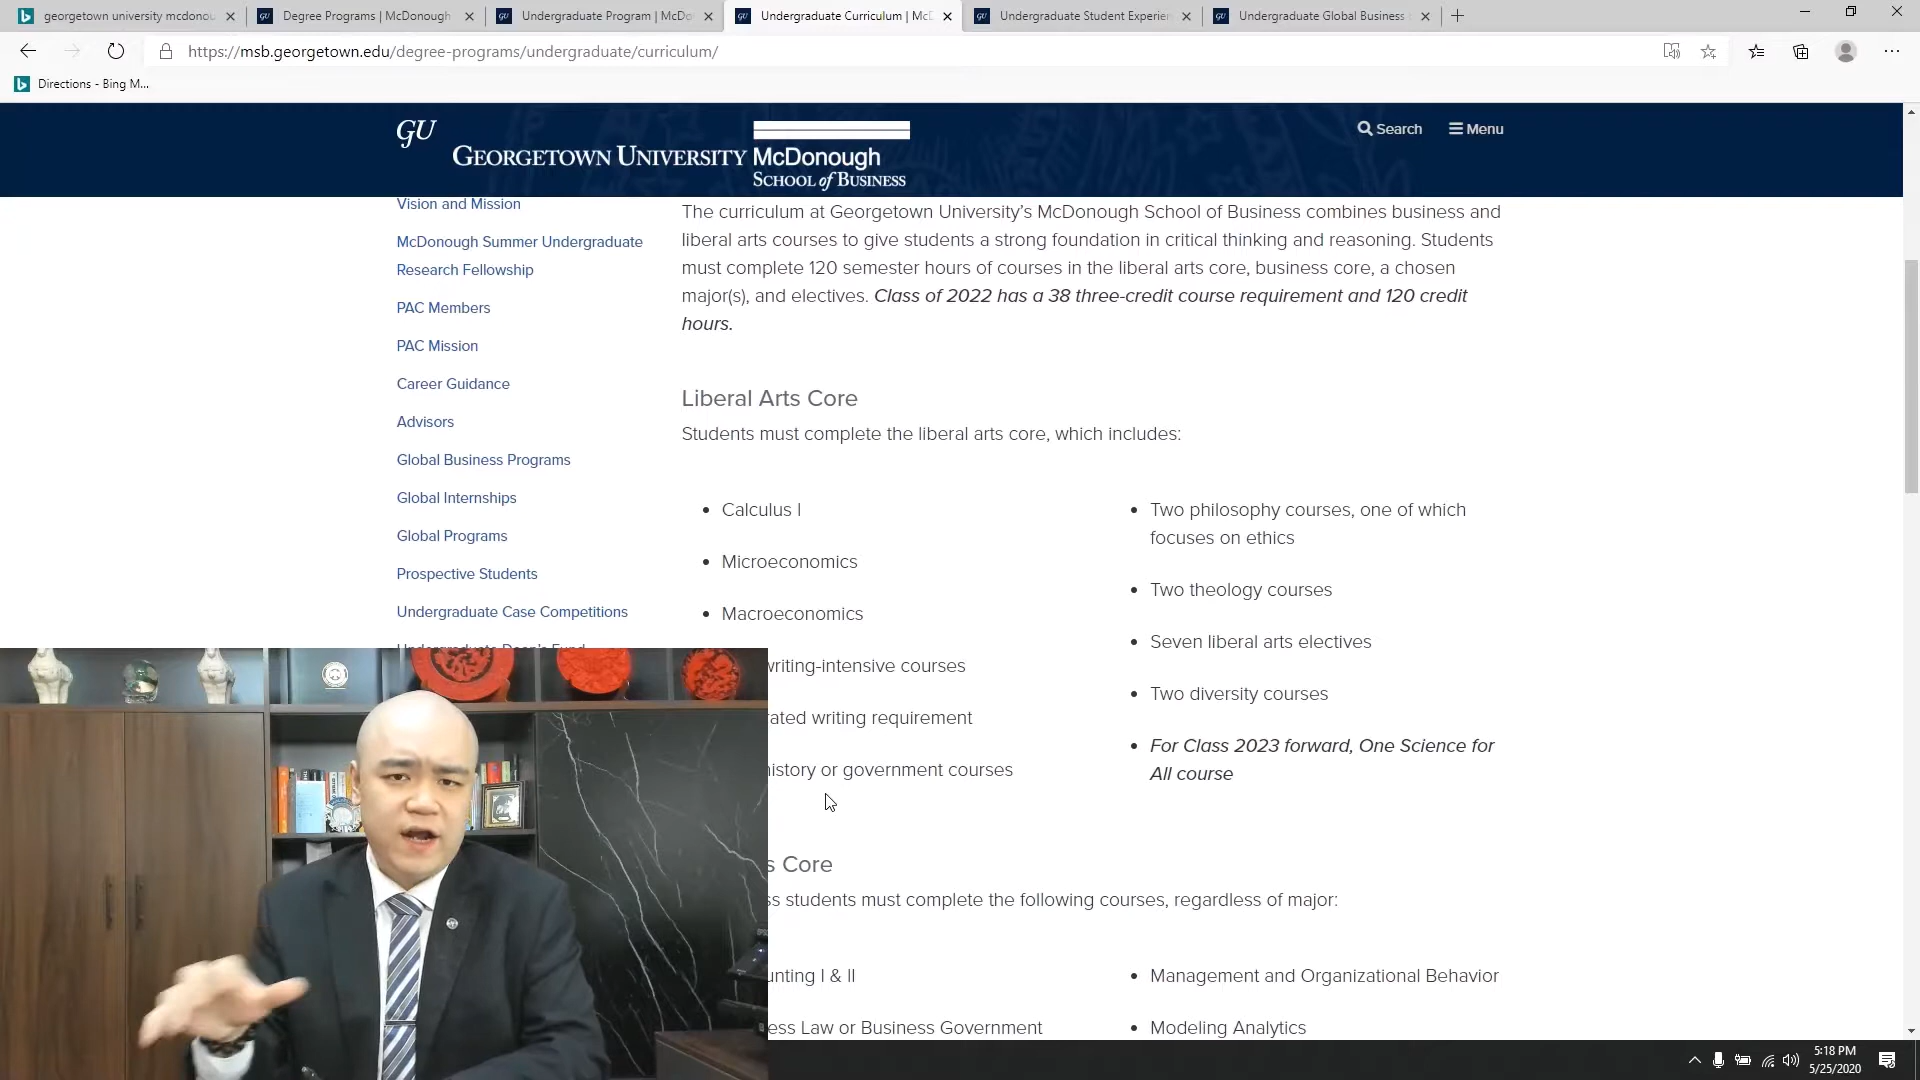 georgetown university mcdonou
Degree Programs | McDonough
Undergraduate Program | McDo
Undergraduate Curriculum | McD
Undergraduate Student Experien
Undergraduate Global Business
https://msb.georgetown.edu/degree-programs/undergraduate/curriculum/
Directions - Bing M...
GU
GEORGETOWN UNIVERSITY McDonough
SCHOOL of BUSINESS
Search
Menu
Vision and Mission
McDonough Summer Undergraduate
Research Fellowship
PAC Members
PAC Mission
Career Guidance
Advisors
Global Business Programs
Global Internships
Global Programs
Prospective Students
Undergraduate Case Competitions
The curriculum at Georgetown University's McDonough School of Business combines business and
liberal arts courses to give students a strong foundation in critical thinking and reasoning. Students
must complete 120 semester hours of courses in the liberal arts core, business core, a chosen
major(s), and electives. Class of 2022 has a 38 three-credit course requirement and 120 credit
hours.
Liberal Arts Core
Students must complete the liberal arts core, which includes:
• Calculus I
• Microeconomics
• Macroeconomics
writing-intensive courses
rated writing requirement
history or government courses
• Two philosophy courses, one of which
focuses on ethics
• Two theology courses
• Seven liberal arts electives
• Two diversity courses
• For Class 2023 forward, One Science for
All course
s Core
ss students must complete the following courses, regardless of major:
unting I & II
ess Law or Business Government
• Management and Organizational Behavior
• Modeling Analytics
5:18 PM
5/25/2020